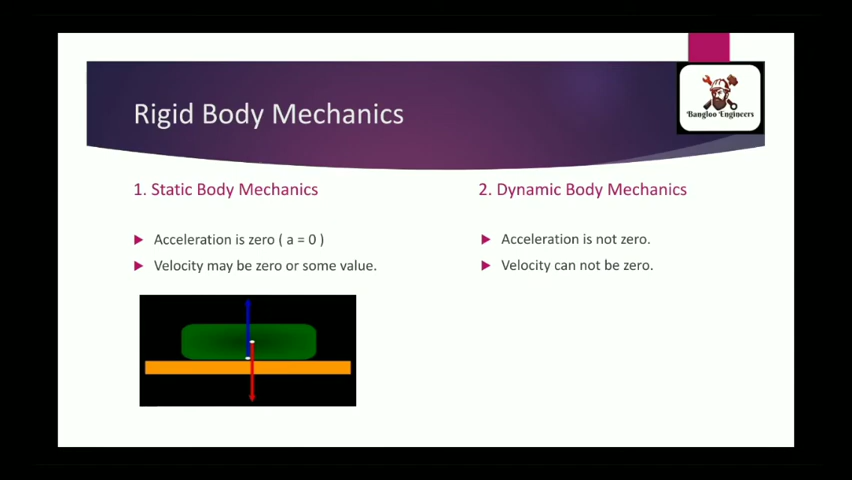 Rigid Body Mechanics
Bangloo Engineers
1. Static Body Mechanics
Acceleration is zero ( a = 0 )
Velocity may be zero or some value.
2. Dynamic Body Mechanics
Acceleration is not zero.
Velocity can not be zero.